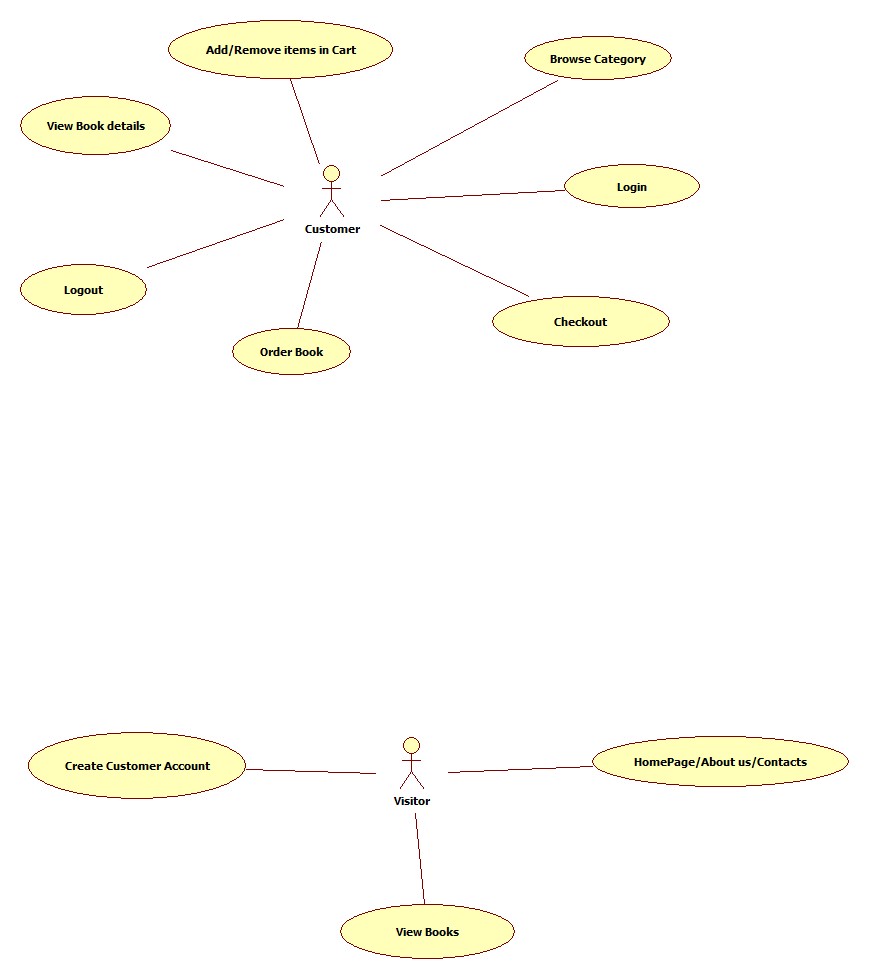 Add/Remove items in Cart
Browse Category
View Book details
Login
Customer
Logout
Checkout
Order Book
Create Customer Account
HomePage/About us/Contacts
Visitor
View Books